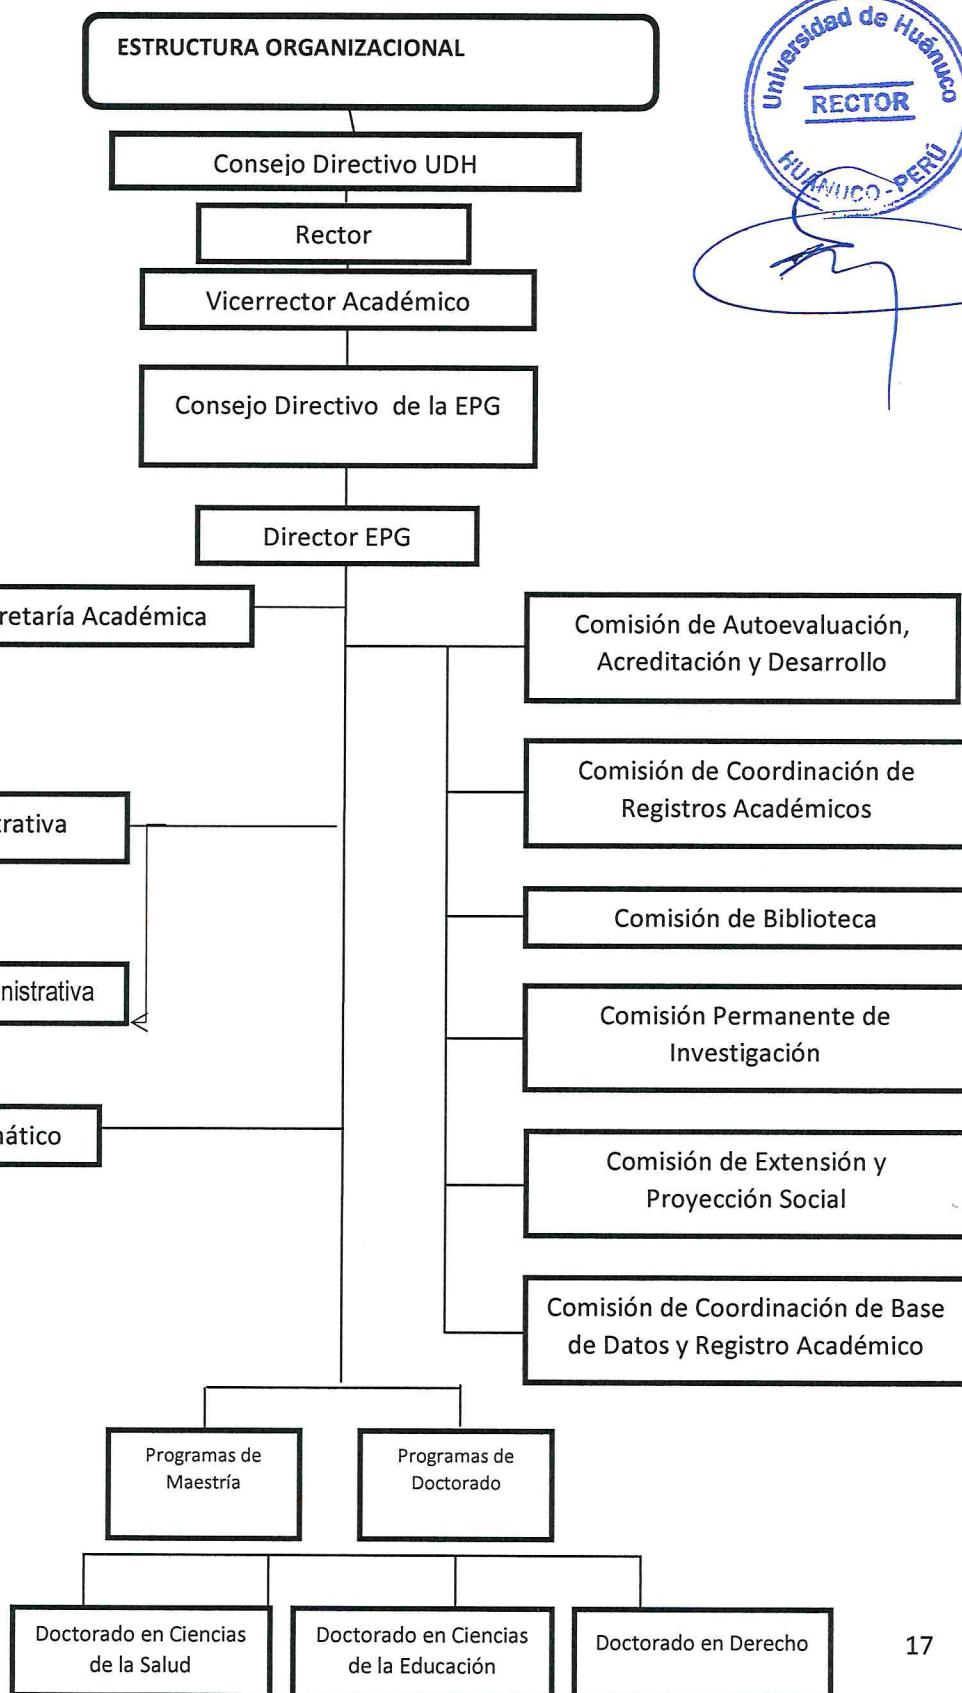 ESTRUCTURA ORGANIZACIONAL
Universidad de Huánuco
RECTOR
HUÁNUCO - PERÚ
Consejo Directivo UDH
Rector
Vicerrector Académico
Consejo Directivo de la EPG
Director EPG
retaría Académica
Comisión de Autoevaluación,
Acreditación y Desarrollo
Comisión de Coordinación de
Registros Académicos
trativa
Comisión de Biblioteca
nistrativa
Comisión Permanente de
Investigación
ático
Comisión de Extensión y
Proyección Social
Comisión de Coordinación de Base
de Datos y Registro Académico
Programas de
Maestría
Programas de
Doctorado
Doctorado en Ciencias
de la Salud
Doctorado en Ciencias
de la Educación
Doctorado en Derecho
17